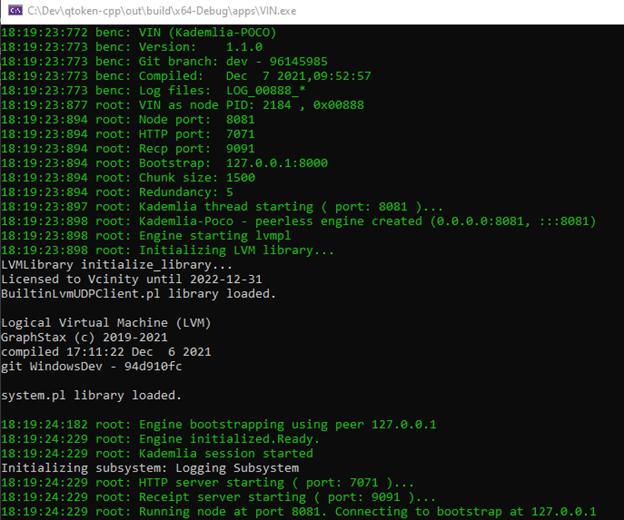 C:\Dev\qtoken-cpp\out\build\x64-Debug\apps\VIN.exe
18:19:23:772 benc: VIN (Kademlia-POCO)
18:19:23:773 benc: Version:    1.1.0
18:19:23:773 benc: Git branch: dev - 96145985
18:19:23:773 benc: Compiled:   Dec  7 2021,09:52:57
18:19:23:773 benc: Log files:  LOG_00888_*
18:19:23:877 root: VIN as node PID: 2184 , 0x00888
18:19:23:894 root: Node port:  8081
18:19:23:894 root: HTTP port:  7071
18:19:23:894 root: Recp port:  9091
18:19:23:894 root: Bootstrap:  127.0.0.1:8000
18:19:23:894 root: Chunk size: 1500
18:19:23:894 root: Redundancy: 5
18:19:23:897 root: Kademlia thread starting ( port: 8081 )...
18:19:23:898 root: Kademlia-Poco - peerless engine created (0.0.0.0:8081, :::8081)
18:19:23:898 root: Engine starting lvmpl
18:19:23:898 root: Initializing LVM library...
LVMLibrary initialize_library...
Licensed to Vcinity until 2022-12-31
BuiltinLvmUDPClient.pl library loaded.
Logical Virtual Machine (LVM)
GraphStax (c) 2019-2021
compiled 17:11:22 Dec  6 2021
git WindowsDev - 94d910fc
system.pl library loaded.
18:19:24:182 root: Engine bootstrapping using peer 127.0.0.1
18:19:24:229 root: Engine initialized.Ready.
18:19:24:229 root: Kademlia session started
Initializing subsystem: Logging Subsystem
18:19:24:229 root: HTTP server starting ( port: 7071 )...
18:19:24:229 root: Receipt server starting ( port: 9091 )...
18:19:24:229 root: Running node at port 8081. Connecting to bootstrap at 127.0.0.1